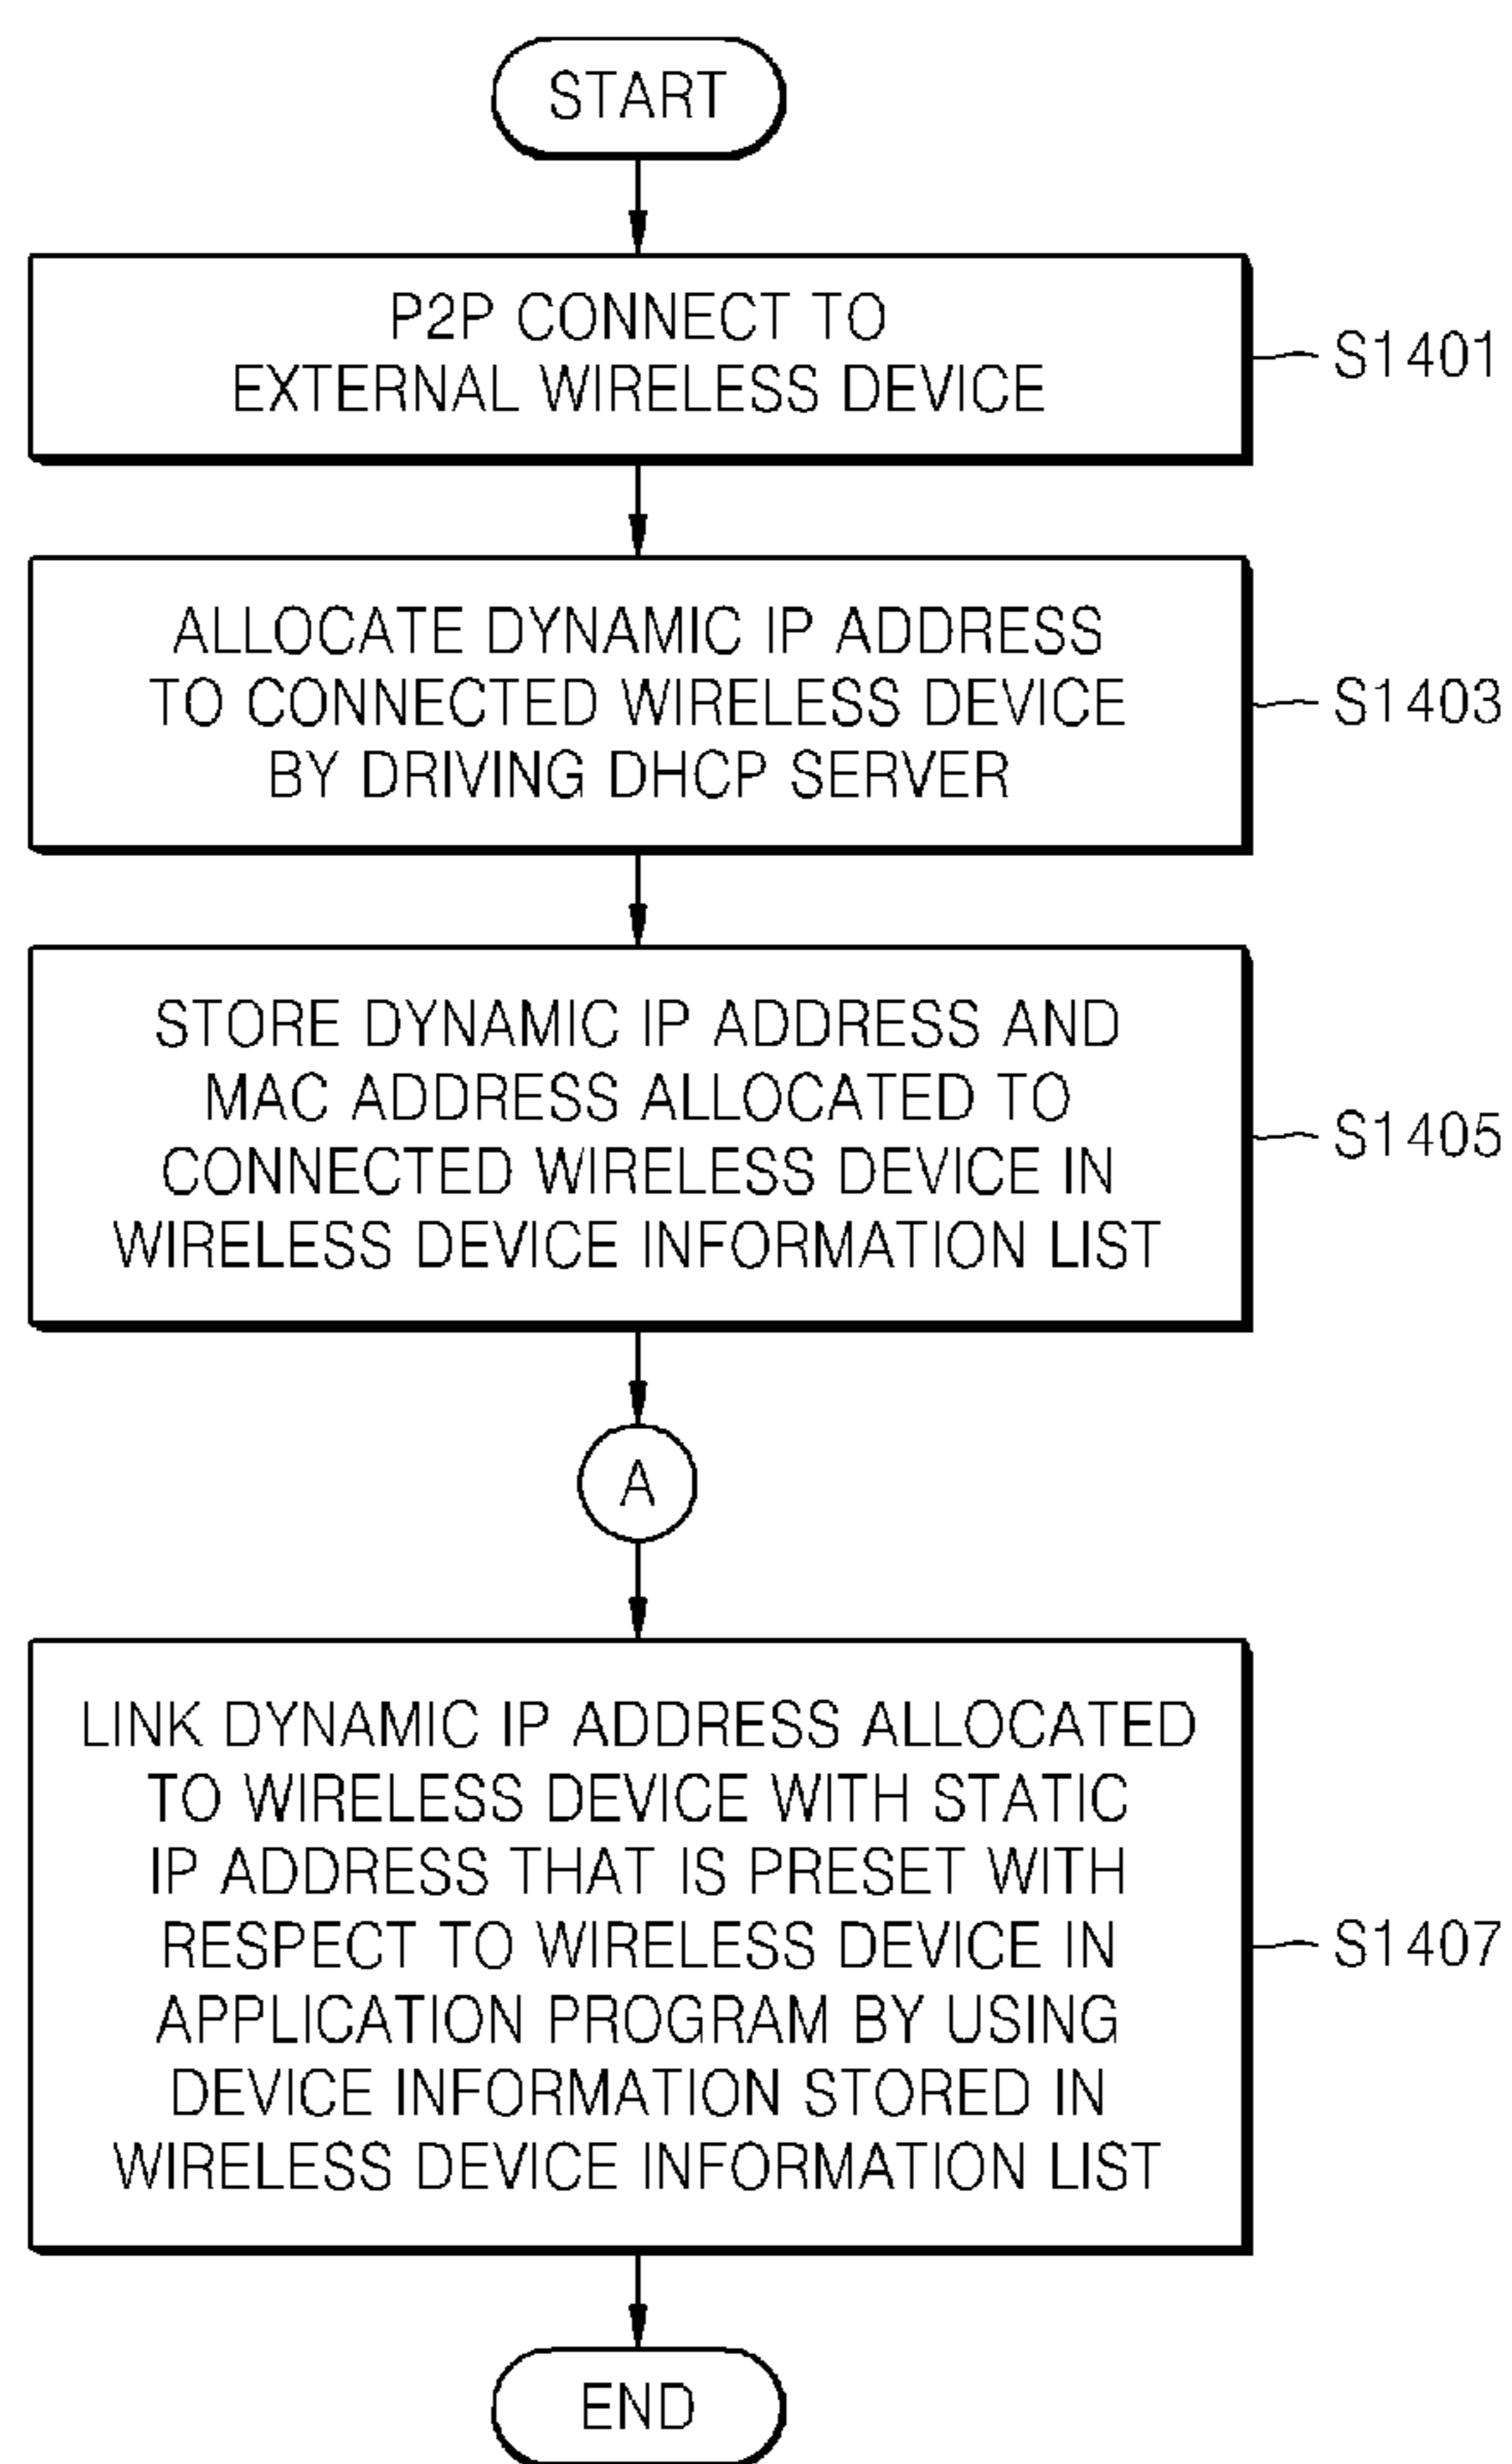 START
P2P CONNECT TO
EXTERNAL WIRELESS DEVICE
S1401
ALLOCATE DYNAMIC IP ADDRESS
TO CONNECTED WIRELESS DEVICE
BY DRIVING DHCP SERVER
S1403
STORE DYNAMIC IP ADDRESS AND
MAC ADDRESS ALLOCATED TO
CONNECTED WIRELESS DEVICE IN
WIRELESS DEVICE INFORMATION LIST
S1405
A
LINK DYNAMIC IP ADDRESS ALLOCATED
TO WIRELESS DEVICE WITH STATIC
IP ADDRESS THAT IS PRESET WITH
RESPECT TO WIRELESS DEVICE IN
APPLICATION PROGRAM BY USING
DEVICE INFORMATION STORED IN
WIRELESS DEVICE INFORMATION LIST
S1407
END